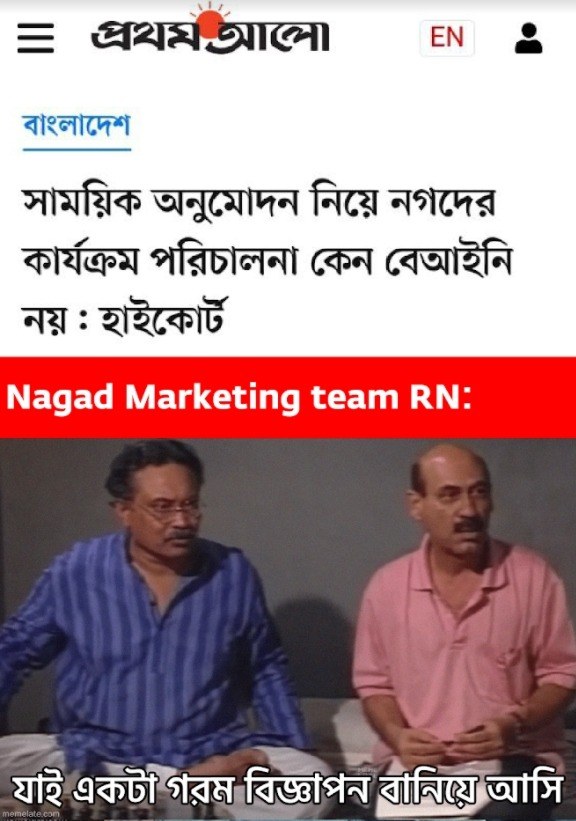 প্রথম আলো
EN
বাংলাদেশ
সাময়িক অনুমোদন নিয়ে নগদের
কার্যক্রম পরিচালনা কেন বেআইনি
নয় : হাইকোর্ট
Nagad Marketing team RN:
যাই একটা গরম বিজ্ঞাপন বানিয়ে আসি
memelate.com